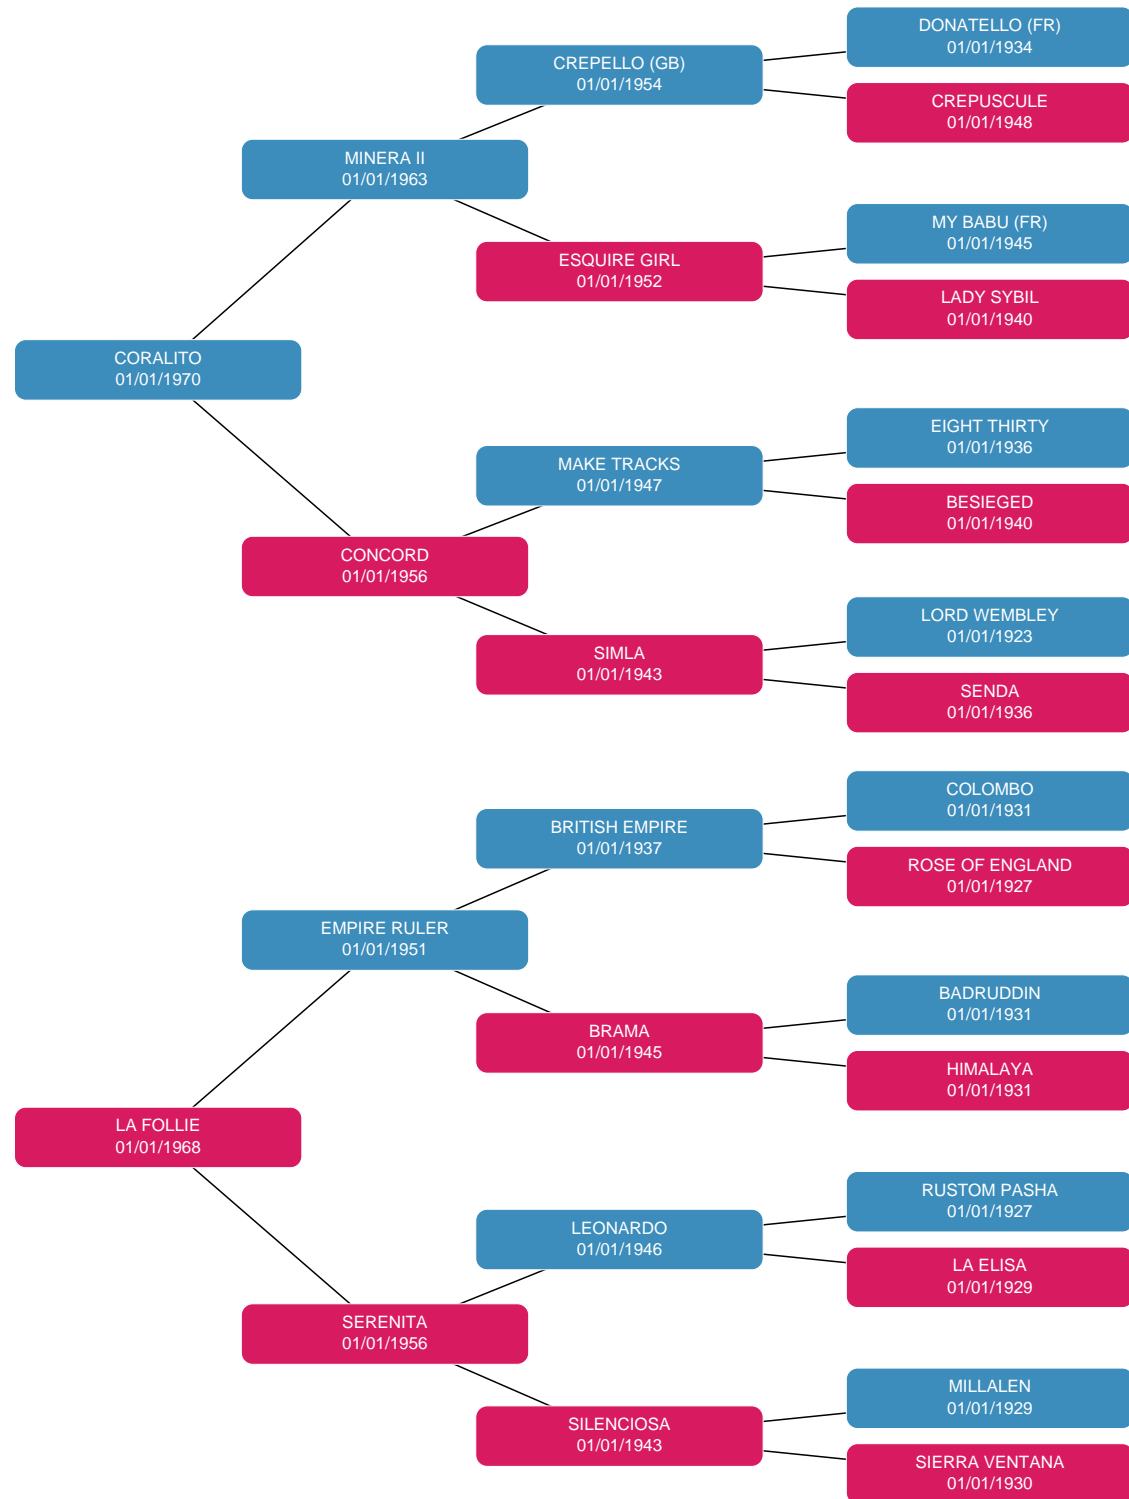 DONATELLO (FR)
01/01/1934
CREPELLO (GB)
01/01/1954
CREPUSCULE
01/01/1948
MINERA II
01/01/1963
MY BABU (FR)
01/01/1945
ESQUIRE GIRL
01/01/1952
LADY SYBIL
01/01/1940
CORALITO
01/01/1970
EIGHT THIRTY
01/01/1936
MAKE TRACKS
01/01/1947
BESIEGED
01/01/1940
CONCORD
01/01/1956
LORD WEMBLEY
01/01/1923
SIMLA
01/01/1943
SENDA
01/01/1936
COLOMBO
01/01/1931
BRITISH EMPIRE
01/01/1937
ROSE OF ENGLAND
01/01/1927
EMPIRE RULER
01/01/1951
BADRUDDIN
01/01/1931
BRAMA
01/01/1945
HIMALAYA
01/01/1931
LA FOLLIE
01/01/1968
RUSTOM PASHA
01/01/1927
LEONARDO
01/01/1946
LA ELISA
01/01/1929
SERENITA
01/01/1956
MILLALEN
01/01/1929
SILENCIOSA
01/01/1943
SIERRA VENTANA
01/01/1930